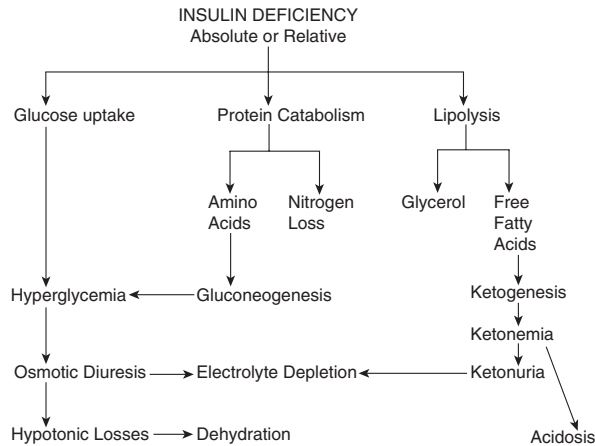 INSULIN DEFICIENCY
Absolute or Relative
Glucose uptake
Protein Catabolism
Lipolysis
Amino
Acids
Nitrogen
Loss
Glycerol
Free
Fatty
Acids
Hyperglycemia
Gluconeogenesis
Ketogenesis
Ketonemia
Osmotic Diuresis
Electrolyte Depletion
Ketonuria
Hypotonic Losses
Dehydration
Acidosis